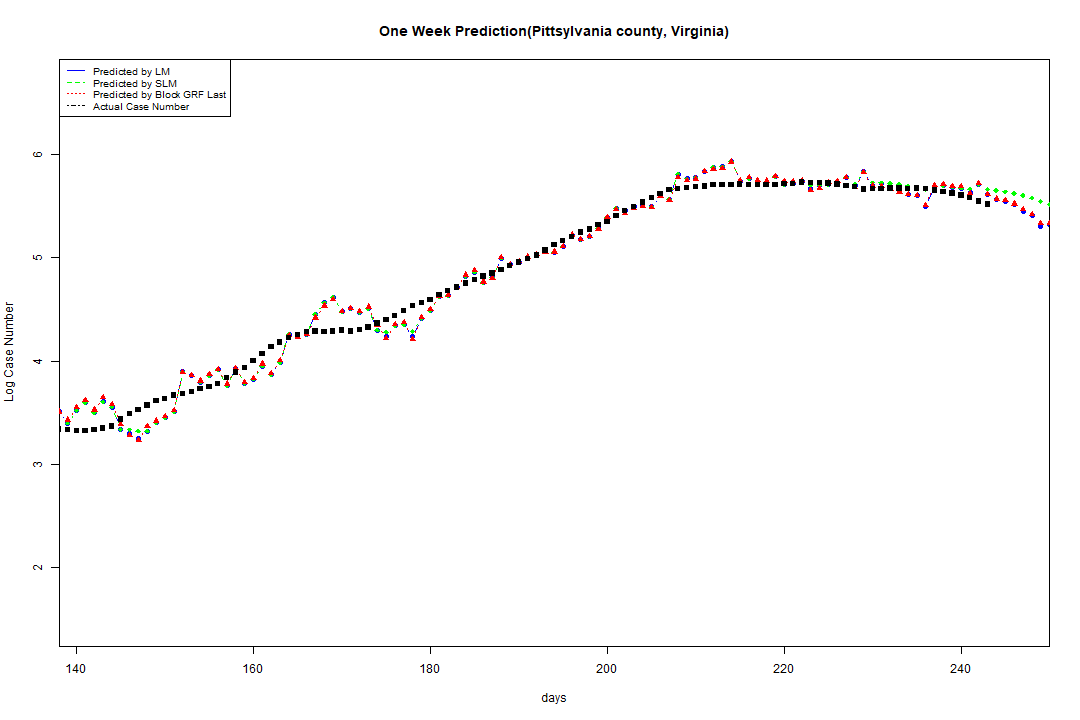 One Week Prediction(Pittsylvania county, Virginia)
Predicted by LM
Predicted by SLM
Predicted by Block GRF Last
Actual Case Number
6
5
4
3
2
Log Case Number
140 160 180 200 220 240
days